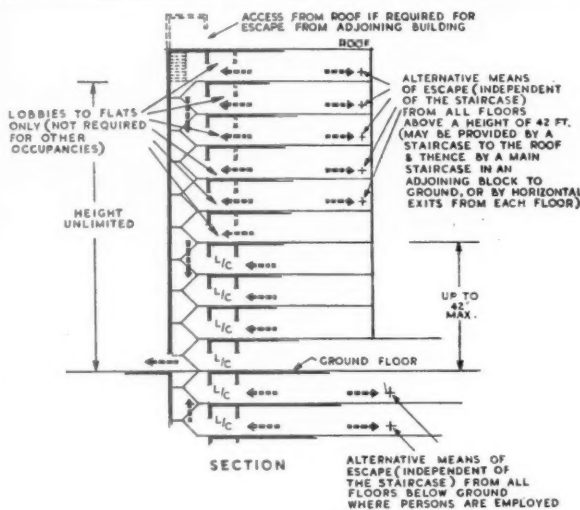 ACCESS FROM ROOF IF REQUIRED FOR
ESCAPE FROM ADJOINING BUILDING
ROOF
LOBBIES TO FLATS
ONLY (NOT REQUIRED
FOR OTHER
OCCUPANCIES)
HEIGHT
UNLIMITED
ALTERNATIVE MEANS
OF ESCAPE (INDEPENDENT
OF THE STAIRCASE)
FROM ALL FLOORS
ABOVE A HEIGHT OF 42 FT.
(MAY BE PROVIDED BY A
STAIRCASE TO THE ROOF
& THENCE BY A MAIN
STAIRCASE IN AN
ADJOINING BLOCK TO
GROUND, OR BY HORIZONTAL
EXITS FROM EACH FLOOR)
L/C
L/C
L/C
L/C
UP TO
42'
MAX.
GROUND FLOOR
L/C
L/C
SECTION
ALTERNATIVE MEANS OF
ESCAPE (INDEPENDENT OF
THE STAIRCASE) FROM ALL
FLOORS BELOW GROUND
WHERE PERSONS ARE EMPLOYED